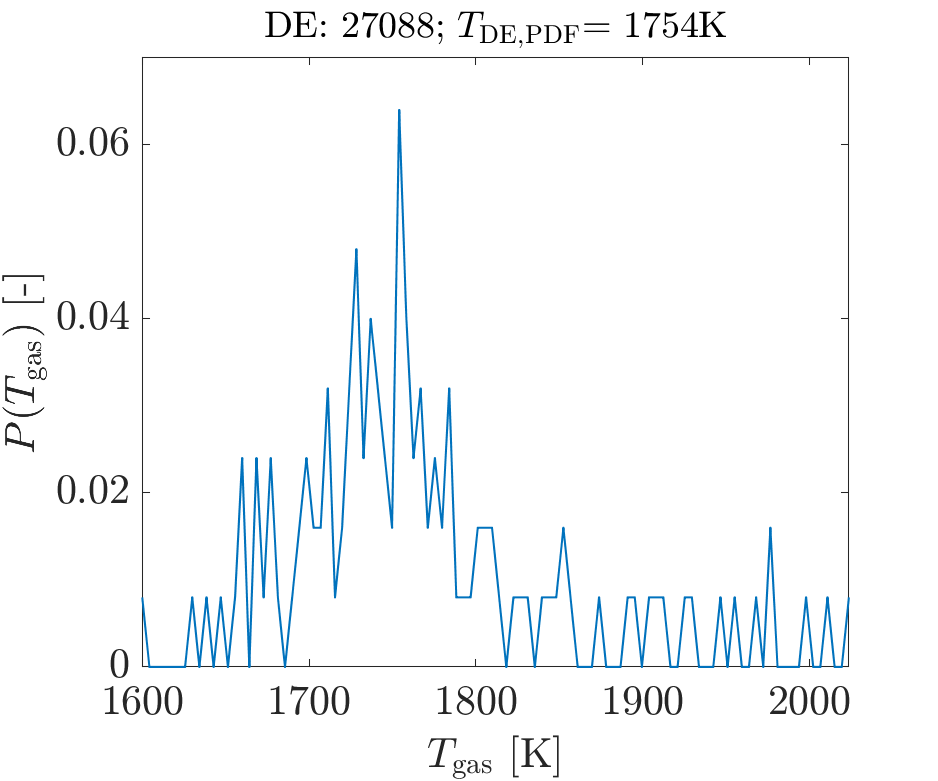 DE: 27088; T_DE,PDF= 1754K
0.06
0.04
0.02
0
P(T_gas) [-]
1600 1700 1800 1900 2000
T_gas [K]